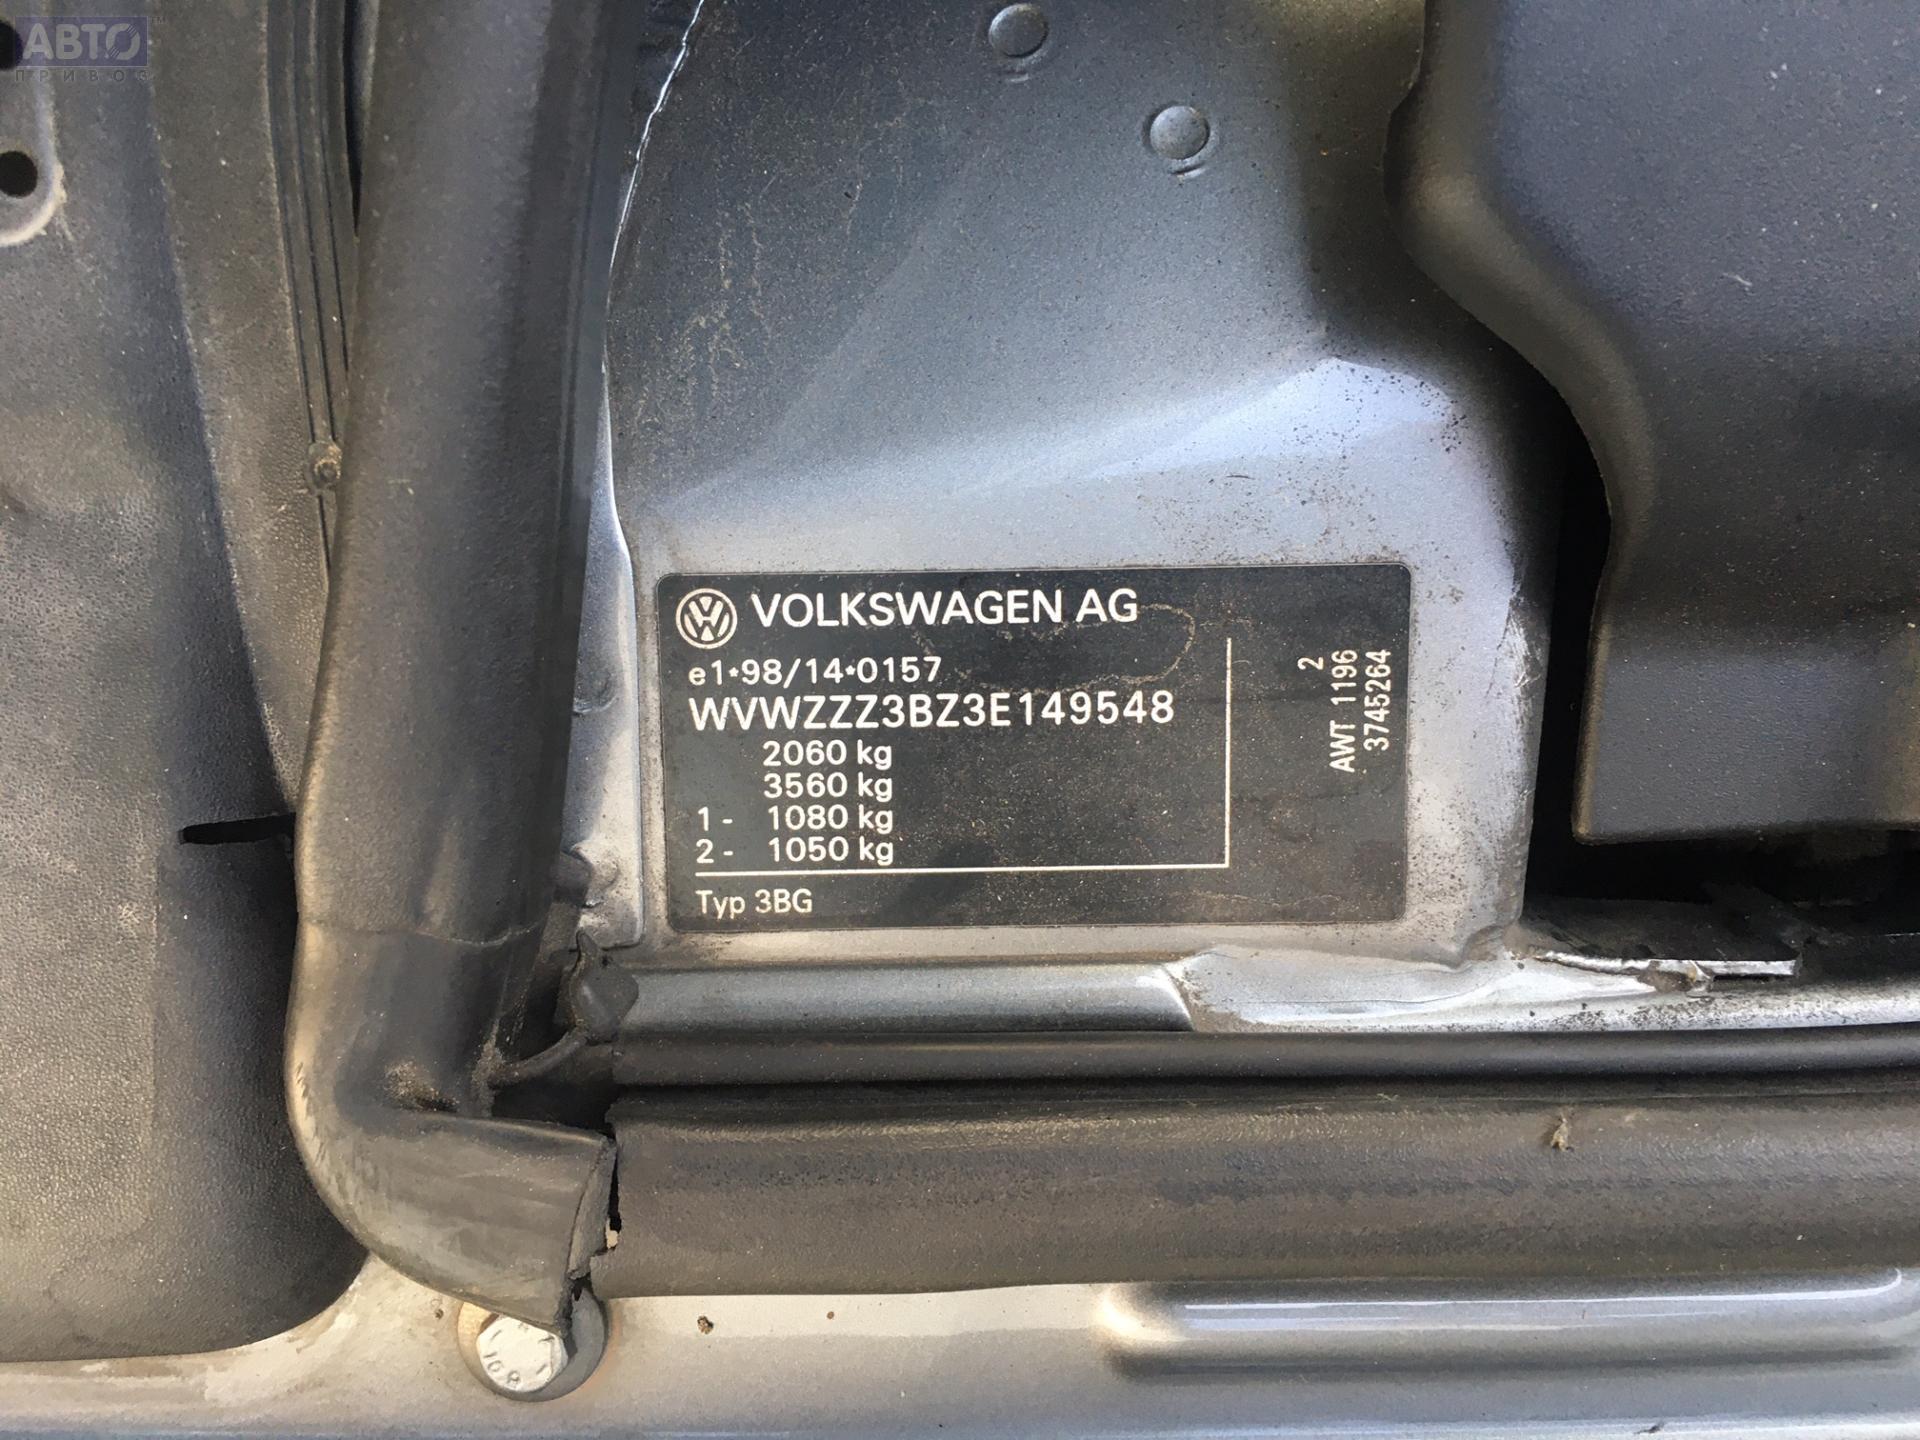 АВТО
ПРИВОЗ
VOLKSWAGEN AG
e1*98/14*0157
WVWZZZ3BZ3E149548
2060 kg
3560 kg
1- 1080 kg
2- 1050 kg
Typ 3BG
2
AWT 1196
3745264